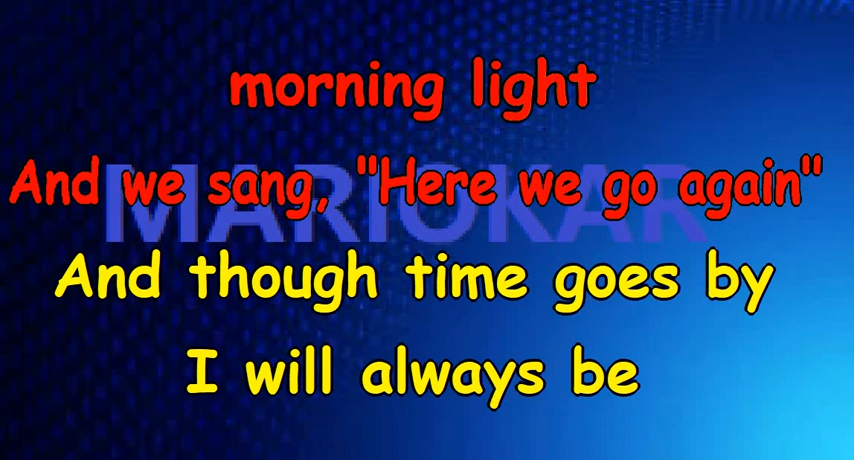 morning light
MARIOKAR
And we sang, "Here we go again"
And though time goes by
I will always be